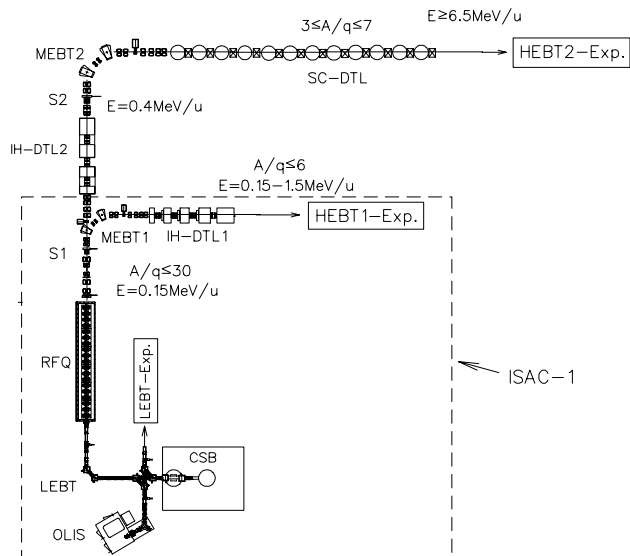 3≤A/q≤7
E≥6.5MeV/u
MEBT2
HEBT2-Exp.
SC-DTL
S2
E=0.4MeV/u
IH-DTL2
A/q≤6
E=0.15-1.5MeV/u
HEBT1-Exp.
MEBT1
IH-DTL1
S1
A/q≤30
E=0.15MeV/u
RFQ
LEBT-Exp.
ISAC-1
CSB
LEBT
OLIS